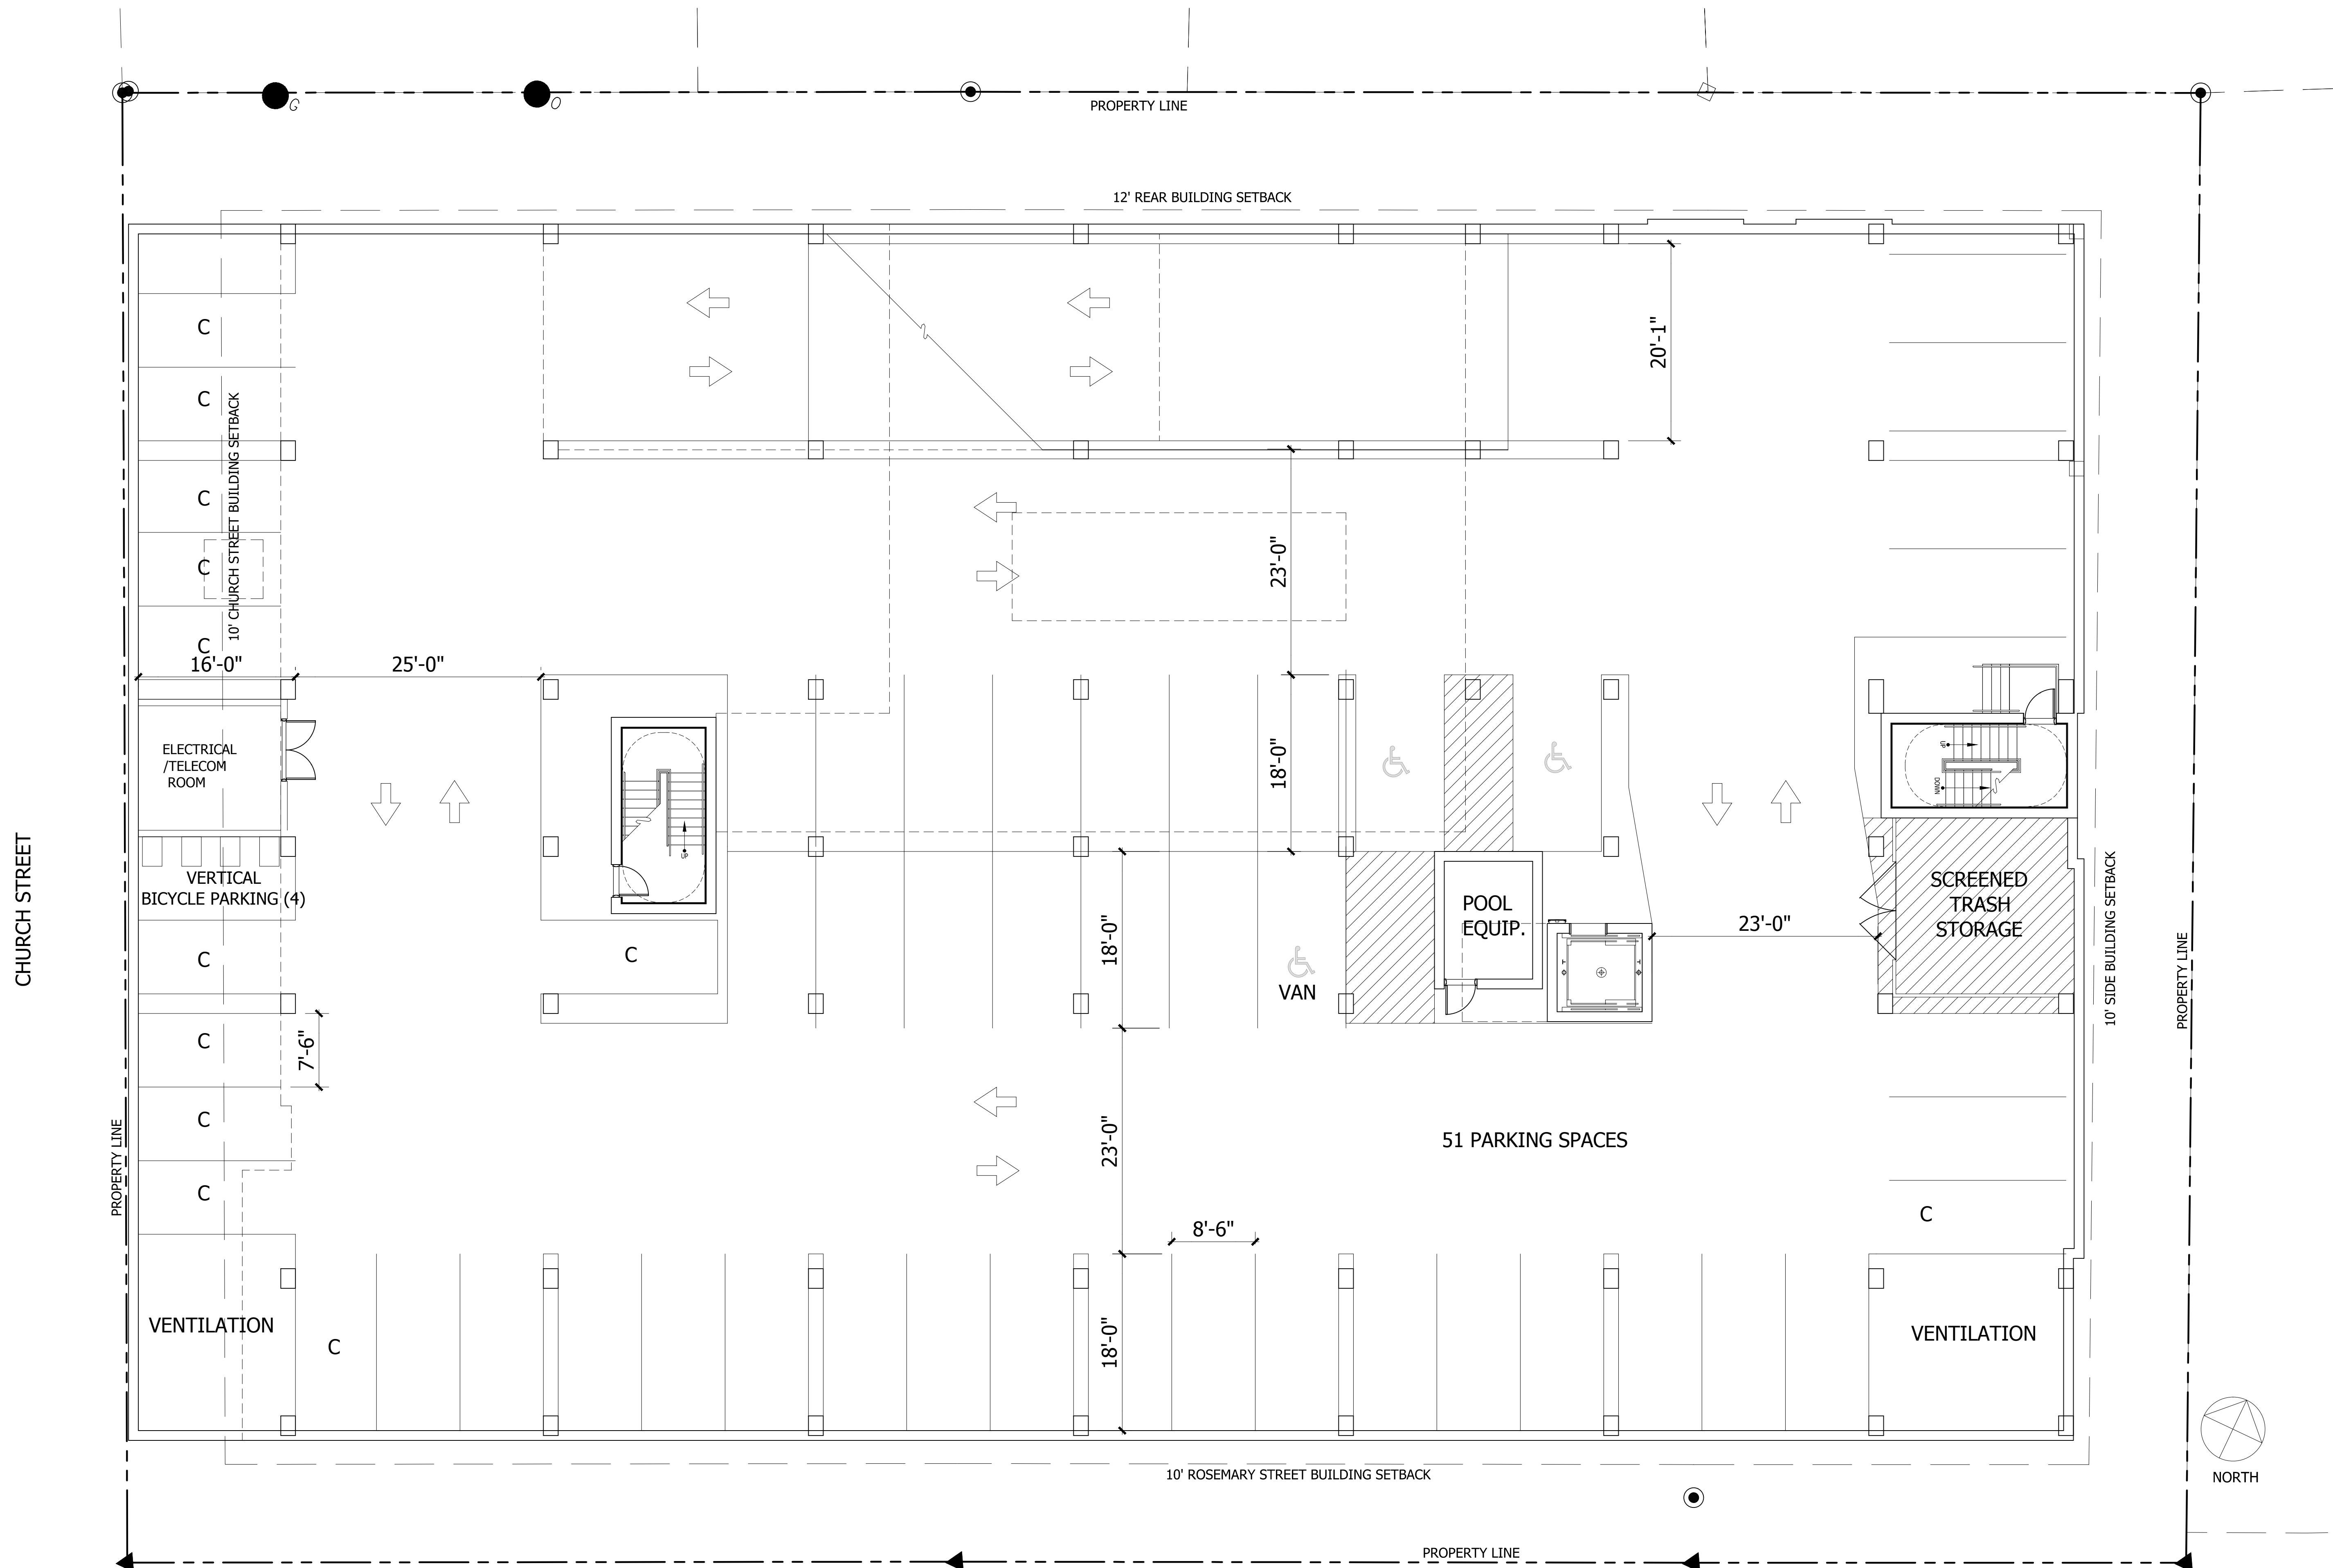 G
O
PROPERTY LINE
12' REAR BUILDING SETBACK
C
20'-1"
C
10' CHURCH STREET BUILDING SETBACK
C
C
23'-0"
C
16'-0"
25'-0"
ELECTRICAL
/TELECOM
ROOM
18'-0"
UP
DOWN
UP
CHURCH STREET
VERTICAL
BICYCLE PARKING (4)
POOL
EQUIP.
SCREENED
TRASH
STORAGE
23'-0"
18'-0"
C
C
VAN
10' SIDE BUILDING SETBACK
PROPERTY LINE
C
7'-6"
C
23'-0"
51 PARKING SPACES
PROPERTY LINE
C
8'-6"
C
VENTILATION
C
18'-0"
VENTILATION
10' ROSEMARY STREET BUILDING SETBACK
NORTH
PROPERTY LINE